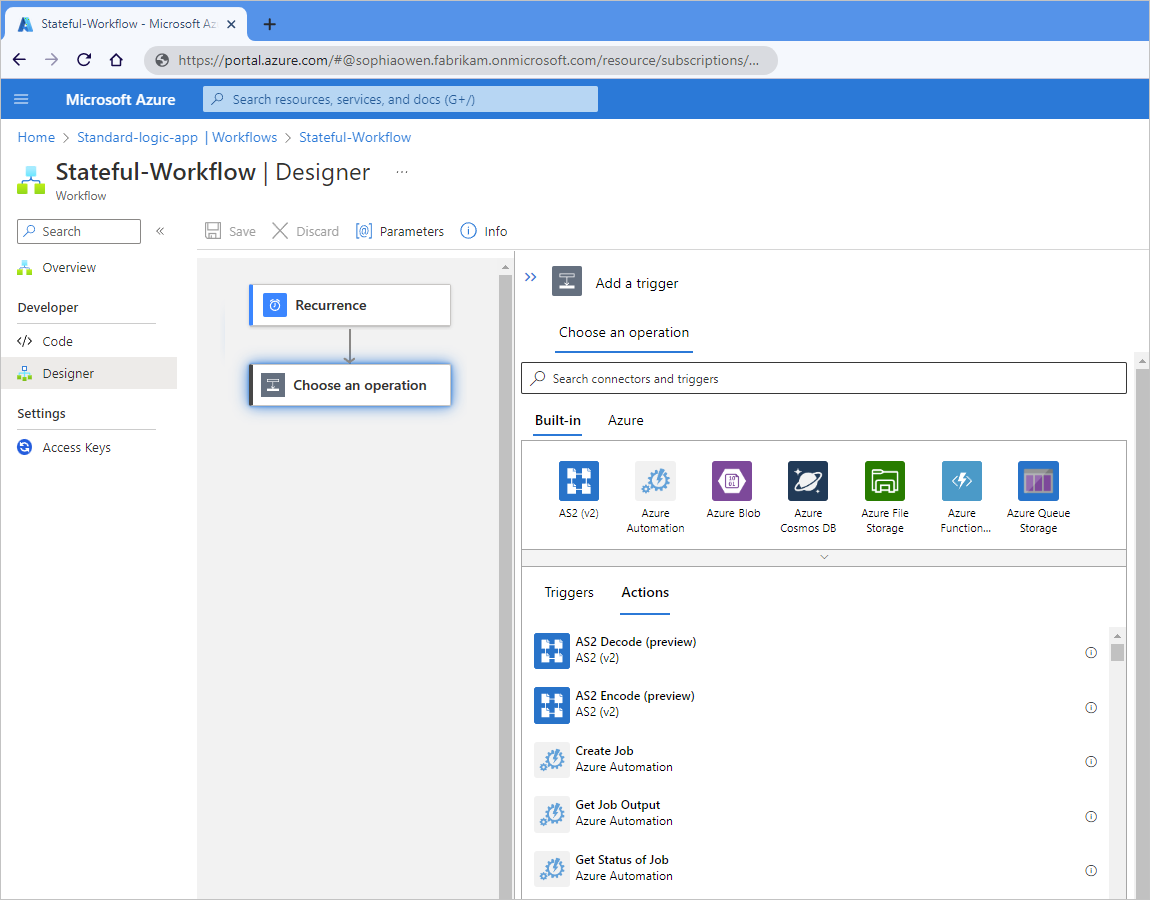 Stateful-Workflow - Microsoft Az
https://portal.azure.com/#@sophiaowen.fabrikam.onmicrosoft.com/resource/subscriptions/...
Microsoft Azure
Search resources, services, and docs (G+/)
Home > Standard-logic-app | Workflows > Stateful-Workflow
Stateful-Workflow | Designer ...
Workflow
Search «
Save Discard [@] Parameters Info
Overview
Developer
</> Code
Designer
Settings
Access Keys
Recurrence
Choose an operation
» Add a trigger
Choose an operation
Search connectors and triggers
Built-in Azure
AS2 (v2)
Azure Automation
Azure Blob
Azure Cosmos DB
Azure File Storage
Azure Function...
Azure Queue Storage
Triggers Actions
AS2 Decode (preview)
AS2 (v2)
AS2 Encode (preview)
AS2 (v2)
Create Job
Azure Automation
Get Job Output
Azure Automation
Get Status of Job
Azure Automation